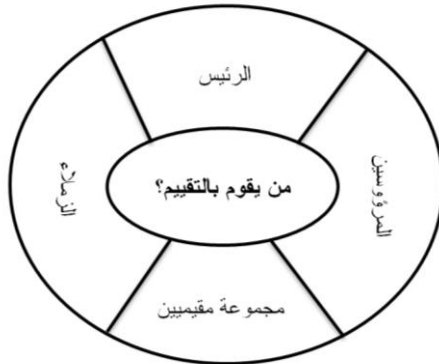 الرئيس
المرؤوسين
من يقوم بالتقييم؟
الزملاء
مجموعة مقيميين